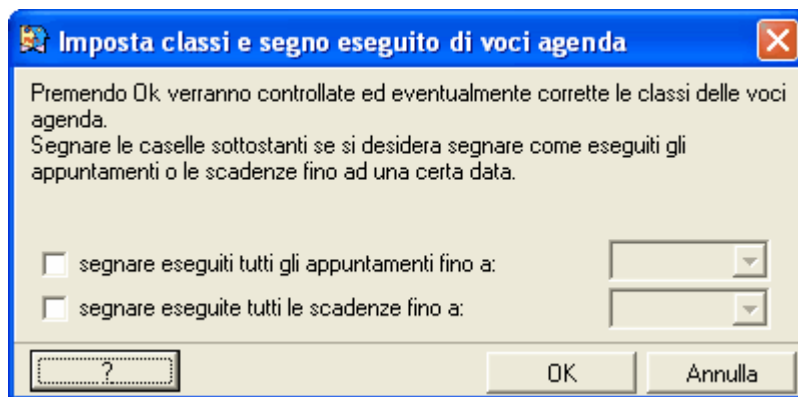 Imposta classi e segno eseguito di voci agenda
Premendo Ok verranno controllate ed eventualmente corrette le classi delle voci
agenda.
Segnare le caselle sottostanti se si desidera segnare come eseguiti gli
appuntamenti o le scadenze fino ad una certa data.
segnare eseguiti tutti gli appuntamenti fino a:
segnare eseguite tutti le scadenze fino a:
?
OK
Annulla